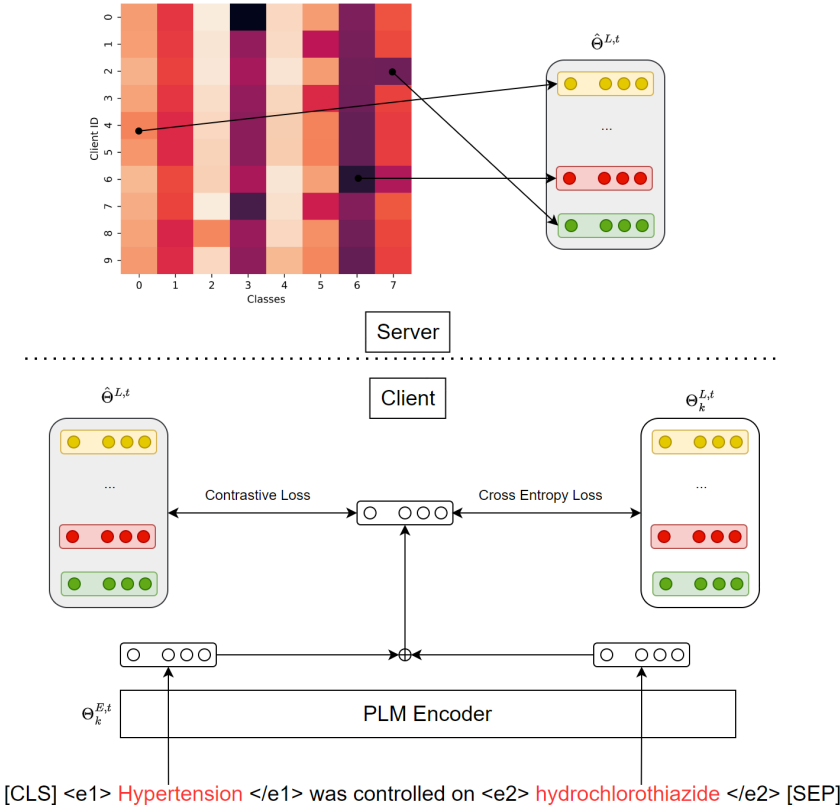 0
1
2
3
4
5
6
7
8
9
Client ID
0 1 2 3 4 5 6 7
Classes
Θ̂^{L,t}
...
Server
Client
Θ̂^{L,t}
Θ_k^{L,t}
...
...
Contrastive Loss
Cross Entropy Loss
Θ_k^{E,t}
PLM Encoder
[CLS] <e1> Hypertension </e1> was controlled on <e2> hydrochlorothiazide </e2> [SEP]